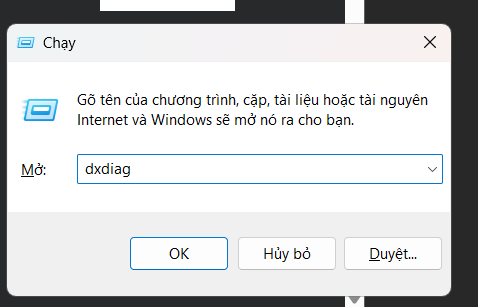 Chạy
Gõ tên của chương trình, cặp, tài liệu hoặc tài nguyên
Internet và Windows sẽ mở nó ra cho bạn.
Mở:
dxdiag
OK
Hủy bỏ
Duyệt...